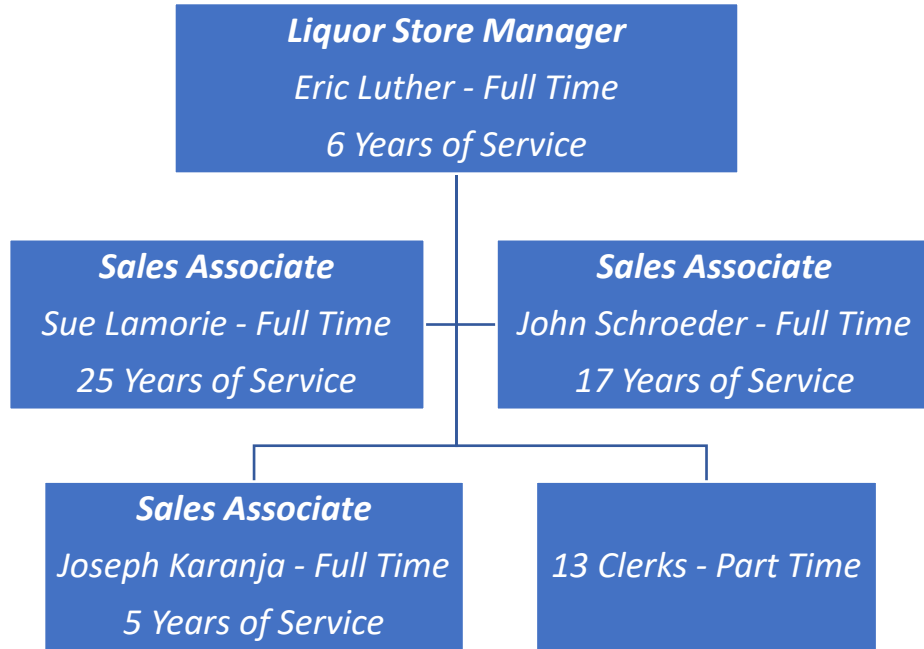 Liquor Store Manager
Eric Luther - Full Time
6 Years of Service
Sales Associate
Sue Lamorie - Full Time
25 Years of Service
Sales Associate
John Schroeder - Full Time
17 Years of Service
Sales Associate
Joseph Karanja - Full Time
5 Years of Service
13 Clerks - Part Time